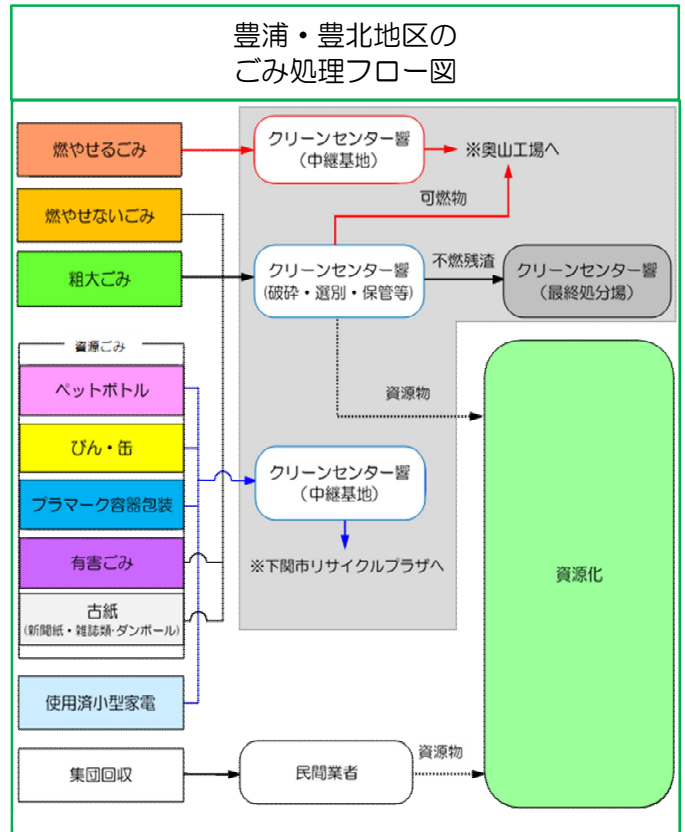 豊浦・豊北地区の
ごみ処理フロー図
燃やせるごみ
クリーンセンター響
(中継基地)
※奥山工場へ
可燃物
燃やせないごみ
粗大ごみ
クリーンセンター響
(破砕・選別・保管等)
不燃残渣
クリーンセンター響
(最終処分場)
資源ごみ
ペットボトル
資源物
びん・缶
クリーンセンター響
(中継基地)
プラマーク容器包装
有害ごみ
※下関市リサイクルプラザへ
資源化
古紙
(新聞紙・雑誌類・ダンボール)
使用済小型家電
集団回収
民間業者
資源物